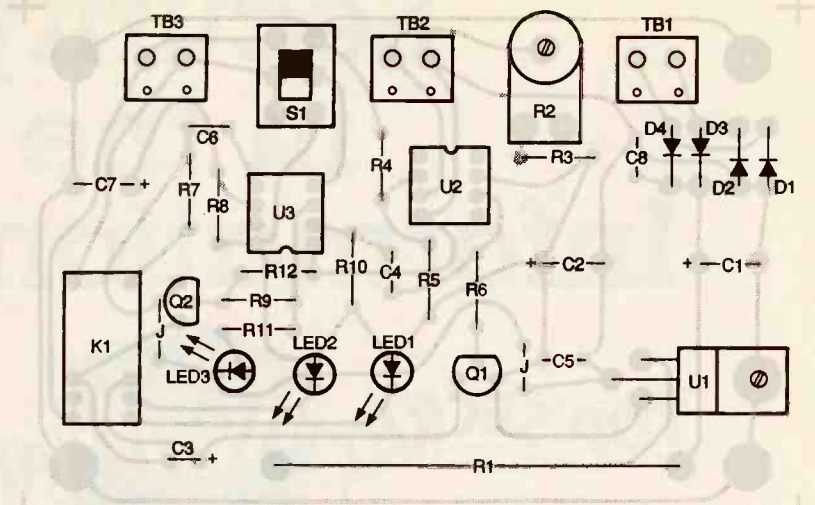 TB3
TB2
TB1
S1
R2
C6
D4
D3
R4
R3
C8
C7 +
R7
R8
U3
U2
D2
D1
R12
R10
C4
R5
R6
+ C2
+ C1
Q2
R9
K1
J
R11
LED2
LED1
LED3
Q1
J
C5
U1
C3 +
R1